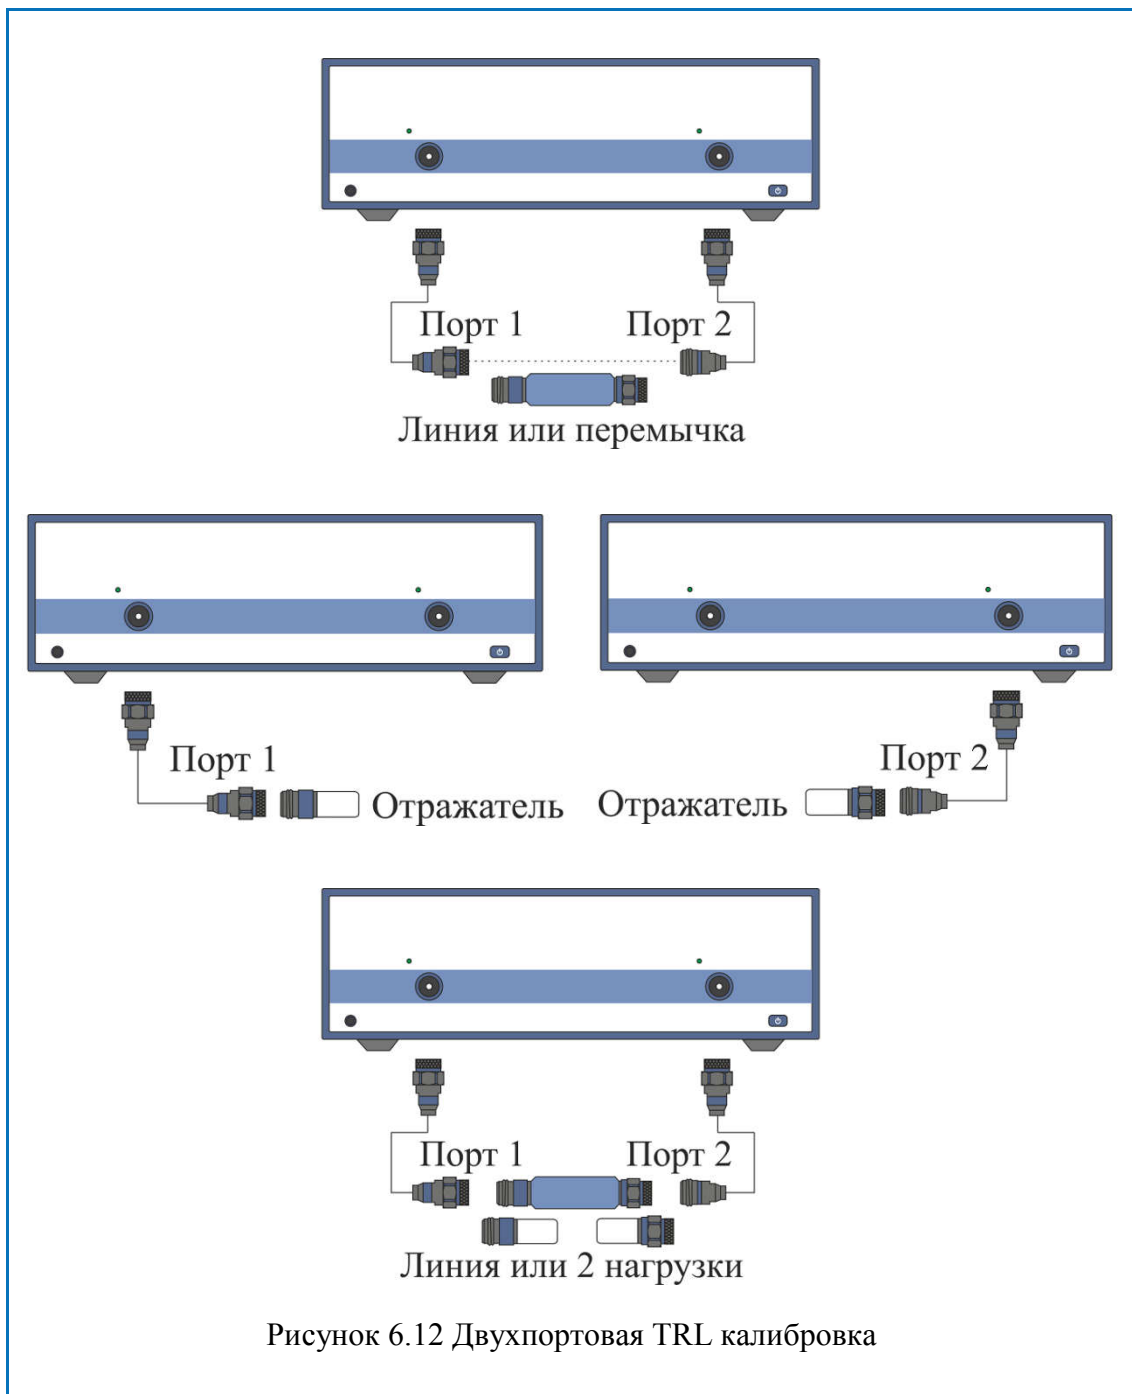 Порт 1
Порт 2
Линия или перемычка
Порт 1
Отражатель
Порт 2
Отражатель
Порт 1
Порт 2
Линия или 2 нагрузки
Рисунок 6.12 Двухпортовая TRL калибровка